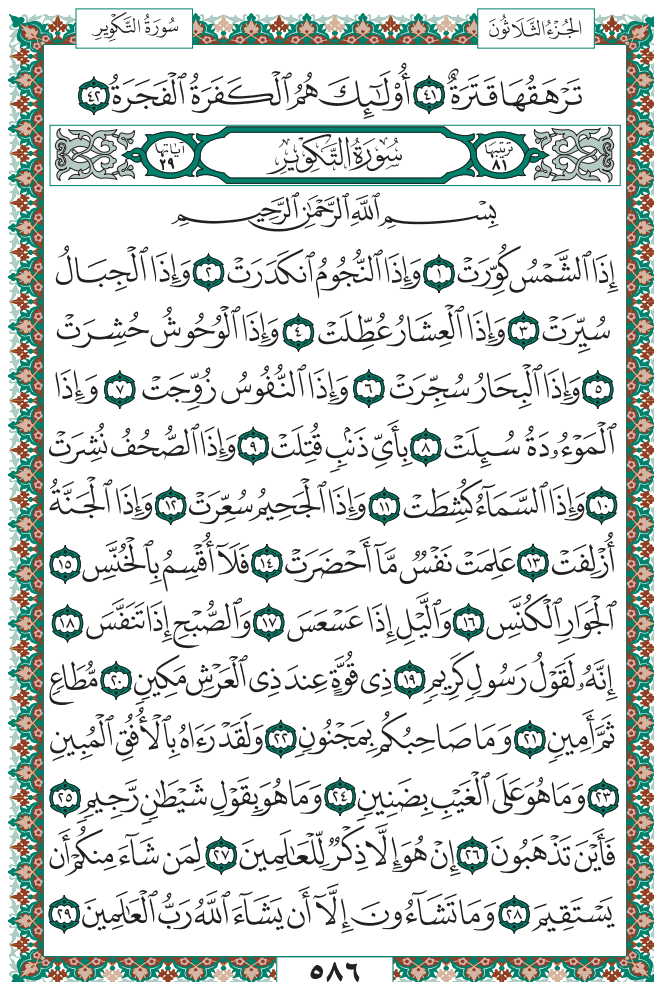 الجُزْءُ الثَّلَاثُونَ
سُورَةُ التَّكْوِيرِ
تَرْهَقُهَا قَتَرَةٌ ٤١ أُوْلَٰٓئِكَ هُمُ ٱلْكَفَرَةُ ٱلْفَجَرَةُ ٤٢
ترتيبها ٨١ سُورَةُ التَّكْوِيرِ آياتها ٢٩
بِسْمِ ٱللَّهِ ٱلرَّحْمَٰنِ ٱلرَّحِيمِ
إِذَا ٱلشَّمْسُ كُوِّرَتْ ١ وَإِذَا ٱلنُّجُومُ ٱنكَدَرَتْ ٢ وَإِذَا ٱلْجِبَالُ
سُيِّرَتْ ٣ وَإِذَا ٱلْعِشَارُ عُطِّلَتْ ٤ وَإِذَا ٱلْوُحُوشُ حُشِرَتْ
٥ وَإِذَا ٱلْبِحَارُ سُجِّرَتْ ٦ وَإِذَا ٱلنُّفُوسُ زُوِّجَتْ ٧ وَإِذَا
ٱلْمَوْءُۥدَةُ سُئِلَتْ ٨ بِأَىِّ ذَنۢبٍ قُتِلَتْ ٩ وَإِذَا ٱلصُّحُفُ نُشِرَتْ
١٠ وَإِذَا ٱلسَّمَآءُ كُشِطَتْ ١١ وَإِذَا ٱلْجَحِيمُ سُعِّرَتْ ١٢ وَإِذَا ٱلْجَنَّةُ
أُزْلِفَتْ ١٣ عَلِمَتْ نَفْسٌ مَّآ أَحْضَرَتْ ١٤ فَلَآ أُقْسِمُ بِٱلْخُنَّسِ ١٥
ٱلْجَوَارِ ٱلْكُنَّسِ ١٦ وَٱلَّيْلِ إِذَا عَسْعَسَ ١٧ وَٱلصُّبْحِ إِذَا تَنَفَّسَ ١٨
إِنَّهُۥ لَقَوْلُ رَسُولٍ كَرِيمٍ ١٩ ذِى قُوَّةٍ عِندَ ذِى ٱلْعَرْشِ مَكِينٍ ٢٠ مُّطَاعٍ
ثَمَّ أَمِينٍ ٢١ وَمَا صَاحِبُكُم بِمَجْنُونٍ ٢٢ وَلَقَدْ رَءَاهُ بِٱلْأُفُقِ ٱلْمُبِينِ
٢٣ وَمَا هُوَ عَلَى ٱلْغَيْبِ بِضَنِينٍ ٢٤ وَمَا هُوَ بِقَوْلِ شَيْطَٰنٍ رَّجِيمٍ ٢٥
فَأَيْنَ تَذْهَبُونَ ٢٦ إِنْ هُوَ إِلَّا ذِكْرٌ لِّلْعَٰلَمِينَ ٢٧ لِمَن شَآءَ مِنكُمْ أَن
يَسْتَقِيمَ ٢٨ وَمَا تَشَآءُونَ إِلَّآ أَن يَشَآءَ ٱللَّهُ رَبُّ ٱلْعَٰلَمِينَ ٢٩
٥٨٦